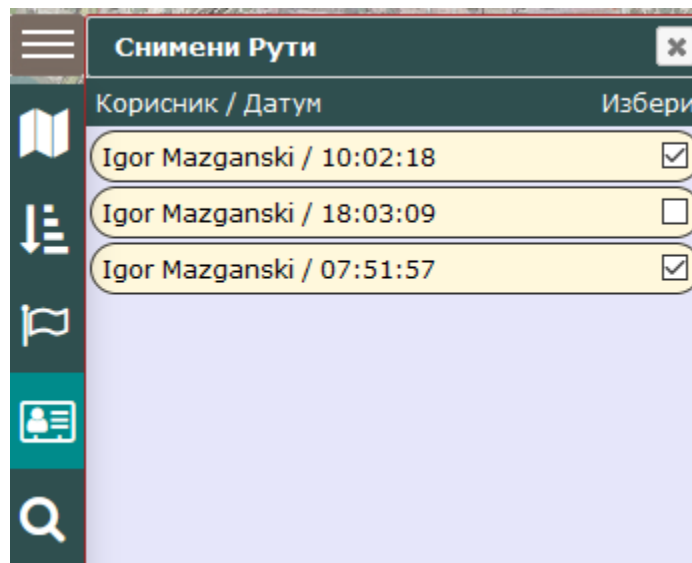 Снимени Рути
Корисник / Датум Избери
Igor Mazganski / 10:02:18
Igor Mazganski / 18:03:09
Igor Mazganski / 07:51:57